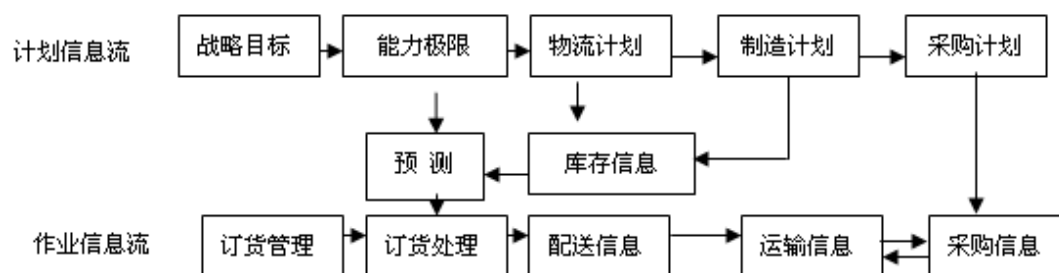 计划信息流 战略目标 能力极限 物流计划 制造计划 采购计划
预 测 库存信息
作业信息流 订货管理 订货处理 配送信息 运输信息 采购信息